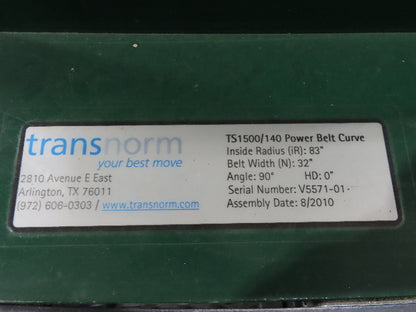 transnorm
your best move
2810 Avenue E East
Arlington, TX 76011
(972) 606-0303 / www.transnorm.com
TS1500/140 Power Belt Curve
Inside Radius (iR): 83"
Belt Width (N): 32"
Angle: 90° HD: 0"
Serial Number: V5571-01
Assembly Date: 8/2010